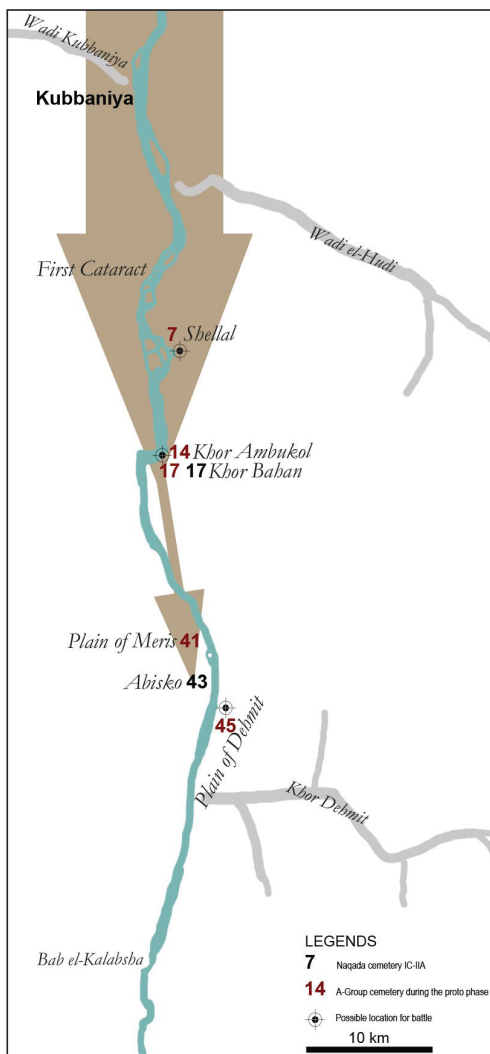 Wadi Kubbaniya
Kubbaniya
Wadi el-Hudi
First Cataract
7 Shellal
14 Khor Ambukol
17 17 Khor Bahan
Plain of Meris 41
Abisko 43
45
Plain of Dehmit
Khor Dehmit
Bab el-Kalabsha
LEGENDS
7 Naqada cemetery IC-IIA
14 A-Group cemetery during the proto phase
Possible location for battle
10 km